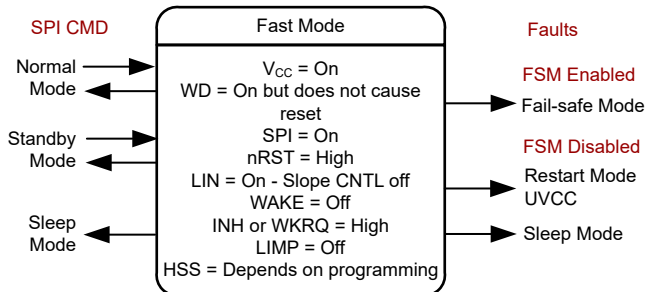 SPI CMD
Normal
Mode
Standby
Mode
Sleep
Mode
Fast Mode
VCC = On
WD = On but does not cause
reset
SPI = On
nRST = High
LIN = On - Slope CNTL off
WAKE = Off
INH or WKRQ = High
LIMP = Off
HSS = Depends on programming
Faults
FSM Enabled
Fail-safe Mode
FSM Disabled
Restart Mode
UVCC
Sleep Mode